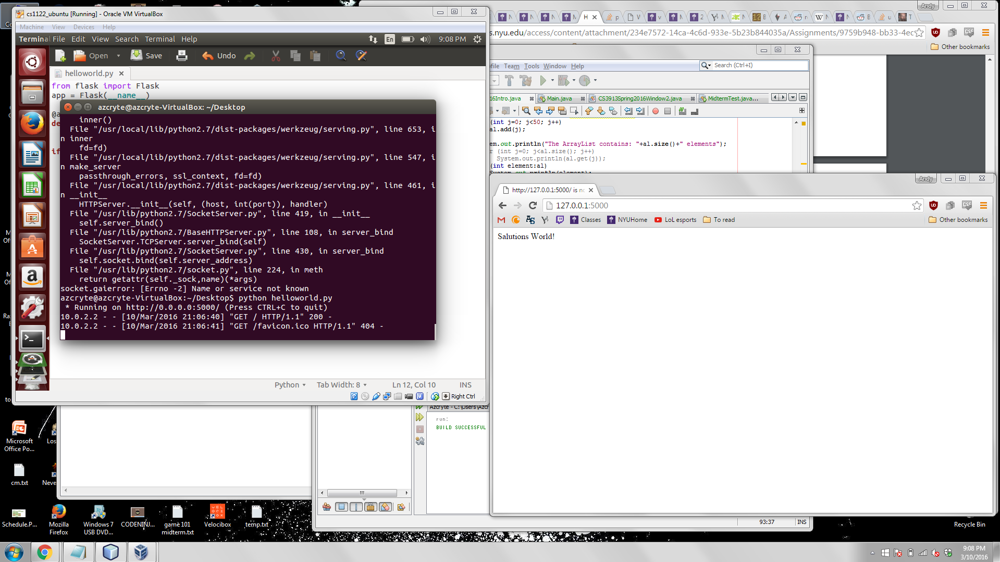 cs1122_ubuntu [Running] - Oracle VM VirtualBox
Machine View Devices Help
Terminal File Edit View Search Terminal Help
En
9:08 PM
Open
Save
Undo
helloworld.py
from flask import Flask
app = Flask(__name__)
@a
de
if
azcryte@azcryte-VirtualBox: ~/Desktop
inner()
File "/usr/local/lib/python2.7/dist-packages/werkzeug/serving.py", line 653, i
n inner
fd=fd)
File "/usr/local/lib/python2.7/dist-packages/werkzeug/serving.py", line 547, i
n make_server
passthrough_errors, ssl_context, fd=fd)
File "/usr/local/lib/python2.7/dist-packages/werkzeug/serving.py", line 461, i
n __init__
HTTPServer.__init__(self, (host, int(port)), handler)
File "/usr/lib/python2.7/SocketServer.py", line 419, in __init__
self.server_bind()
File "/usr/lib/python2.7/BaseHTTPServer.py", line 108, in server_bind
SocketServer.TCPServer.server_bind(self)
File "/usr/lib/python2.7/SocketServer.py", line 430, in server_bind
self.socket.bind(self.server_address)
File "/usr/lib/python2.7/socket.py", line 224, in meth
return getattr(self._sock,name)(*args)
socket.gaierror: [Errno -2] Name or service not known
azcryte@azcryte-VirtualBox:~/Desktop$ python helloworld.py
* Running on http://0.0.0.0:5000/ (Press CTRL+C to quit)
10.0.2.2 - - [10/Mar/2016 21:06:40] "GET / HTTP/1.1" 200 -
10.0.2.2 - - [10/Mar/2016 21:06:41] "GET /favicon.ico HTTP/1.1" 404 -
Python
Tab Width: 8
Ln 12, Col 10
INS
Right Ctrl
Andy
s.nyu.edu/access/content/attachment/234e7572-14ca-4c6d-933e-5b23b844035a/Assignments/9759b948-bb33-4ec
Other bookmarks
ofile Team Tools Window Help
Search (Ctrl+I)
16Intro.java
Main.java
CS3913Spring2016Window2.java
MidtermTest.java...
(int j=0; j<50; j++)
al.add(j);
em.out.println("The ArrayList contains: "+al.size()+" elements");
r (int j=0; j<al.size(); j++)
System.out.println(al.get(j));
(int element:al)
System.out.println(element);
Andy
http://127.0.0.1:5000/ is no
127.0.0.1:5000
Classes
NYUHome
LoL esports
To read
Other bookmarks
Salutions World!
Azcryte - C:\Users\Azcr
run:
BUILD SUCCESSFUL
93:37
INS
Microsoft
Office Po...
Los
cm.txt
Neve
Schedule.P...
Mozilla
Firefox
Windows 7
USB DVD...
CODENINJ...
game 101
midterm.txt
Velocibox
temp.txt
Recycle Bin
9:08 PM
3/10/2016